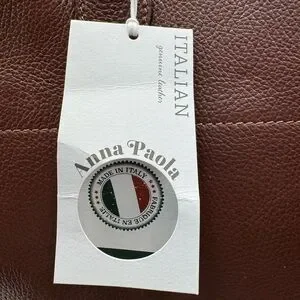 ITALIAN
genuine leather
Anna Paola
MADE IN ITALY
FABRIQUE EN ITALIE